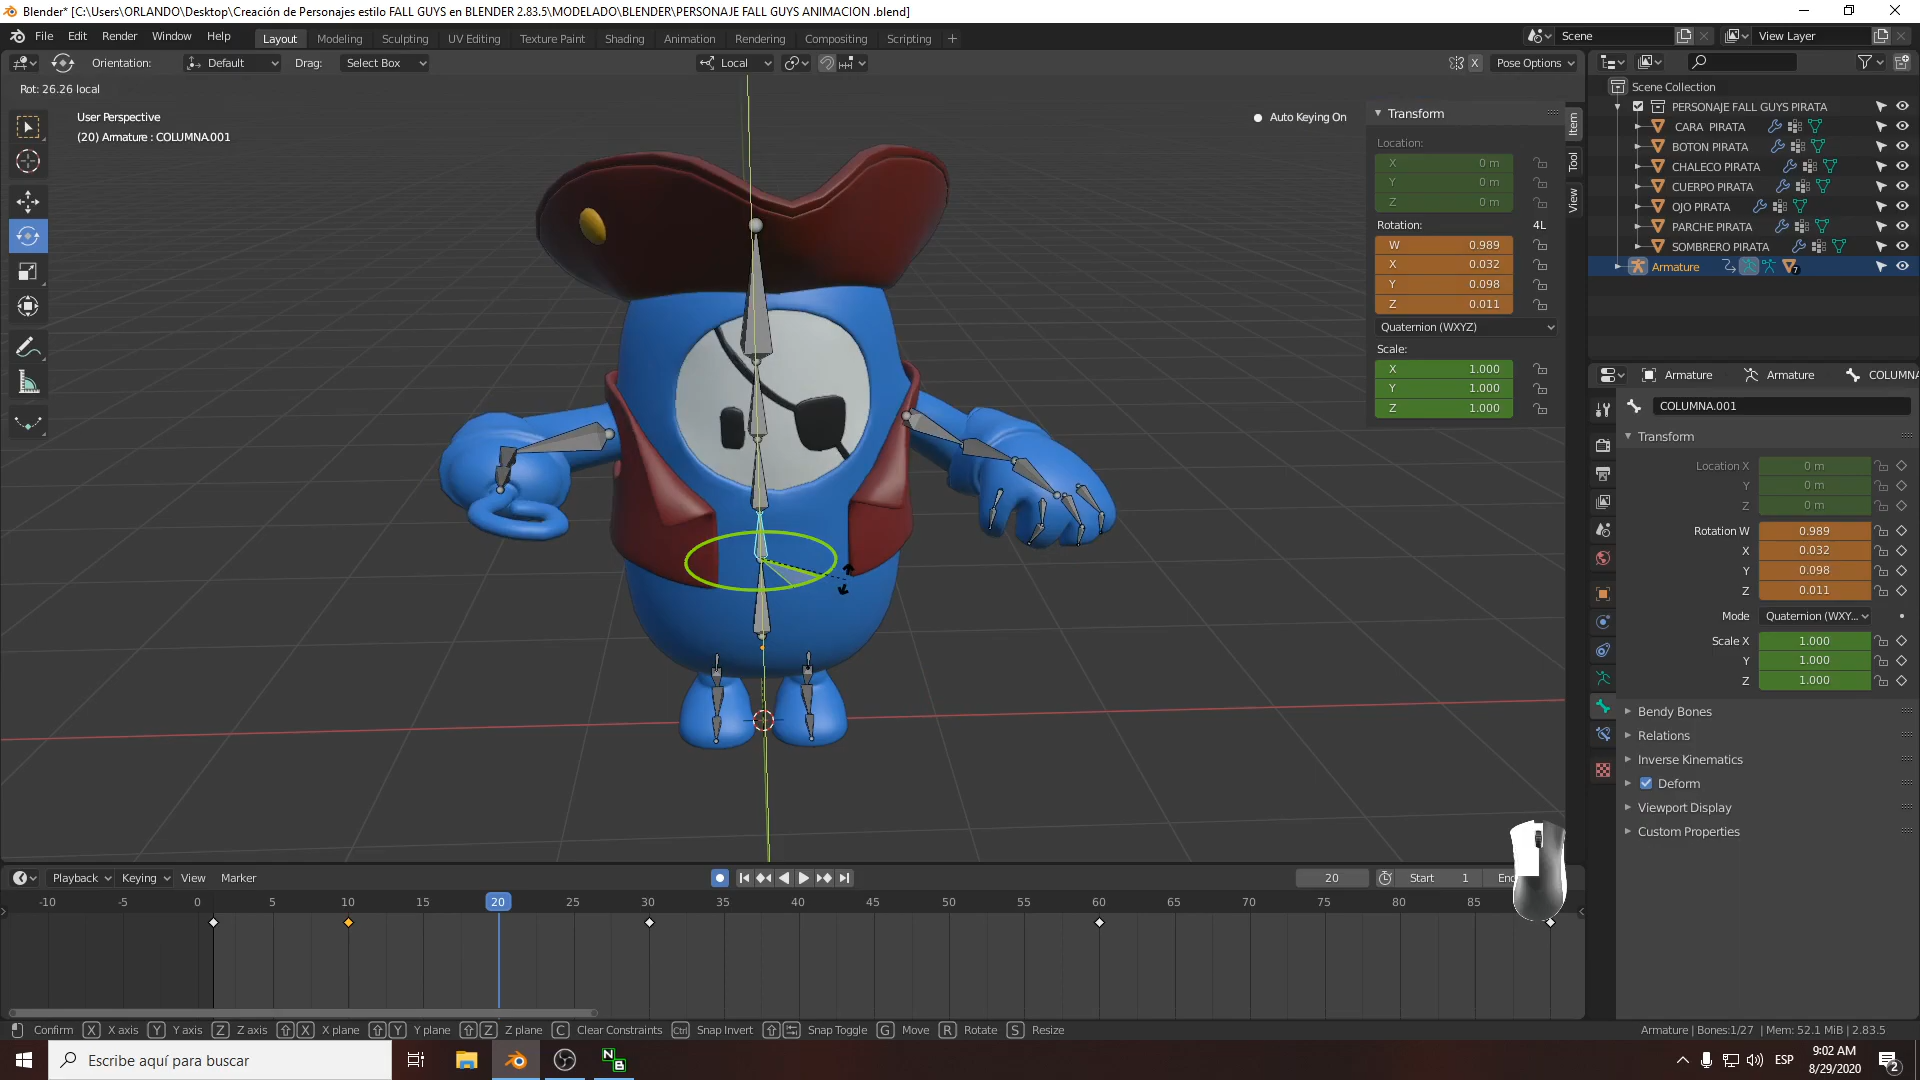 Blender* [C:\Users\ORLANDO\Desktop\Creación de Personajes estilo FALL GUYS en BLENDER 2.83.5\MODELADO\BLENDER\PERSONAJE FALL GUYS ANIMACION .blend]
File Edit Render Window Help Layout Modeling Sculpting UV Editing Texture Paint Shading Animation Rendering Compositing Scripting + Scene View Layer
Orientation: Default Drag: Select Box Local X Pose Options
Rot: 26.26 local
User Perspective
(20) Armature : COLUMNA.001
Auto Keying On
Transform
Location:
X 0 m
Y 0 m
Z 0 m
Rotation: 4L
W 0.989
X 0.032
Y 0.098
Z 0.011
Quaternion (WXYZ)
Scale:
X 1.000
Y 1.000
Z 1.000
Item
Tool
View
Scene Collection
PERSONAJE FALL GUYS PIRATA
CARA PIRATA
BOTON PIRATA
CHALECO PIRATA
CUERPO PIRATA
OJO PIRATA
PARCHE PIRATA
SOMBRERO PIRATA
Armature 7
Armature Armature COLUMNA
COLUMNA.001
Transform
Location X 0 m
Y 0 m
Z 0 m
Rotation W 0.989
X 0.032
Y 0.098
Z 0.011
Mode Quaternion (WXY...
Scale X 1.000
Y 1.000
Z 1.000
Bendy Bones
Relations
Inverse Kinematics
Deform
Viewport Display
Custom Properties
Playback Keying View Marker 20 Start 1 End
-10 -5 0 5 10 15 20 25 30 35 40 45 50 55 60 65 70 75 80 85
Confirm X X axis Y Y axis Z Z axis X X plane Y Y plane Z Z plane C Clear Constraints Ctrl Snap Invert Snap Toggle G Move R Rotate S Resize
Armature | Bones:1/27 | Mem: 52.1 MiB | 2.83.5
Escribe aquí para buscar
N B
ESP
9:02 AM
8/29/2020
2